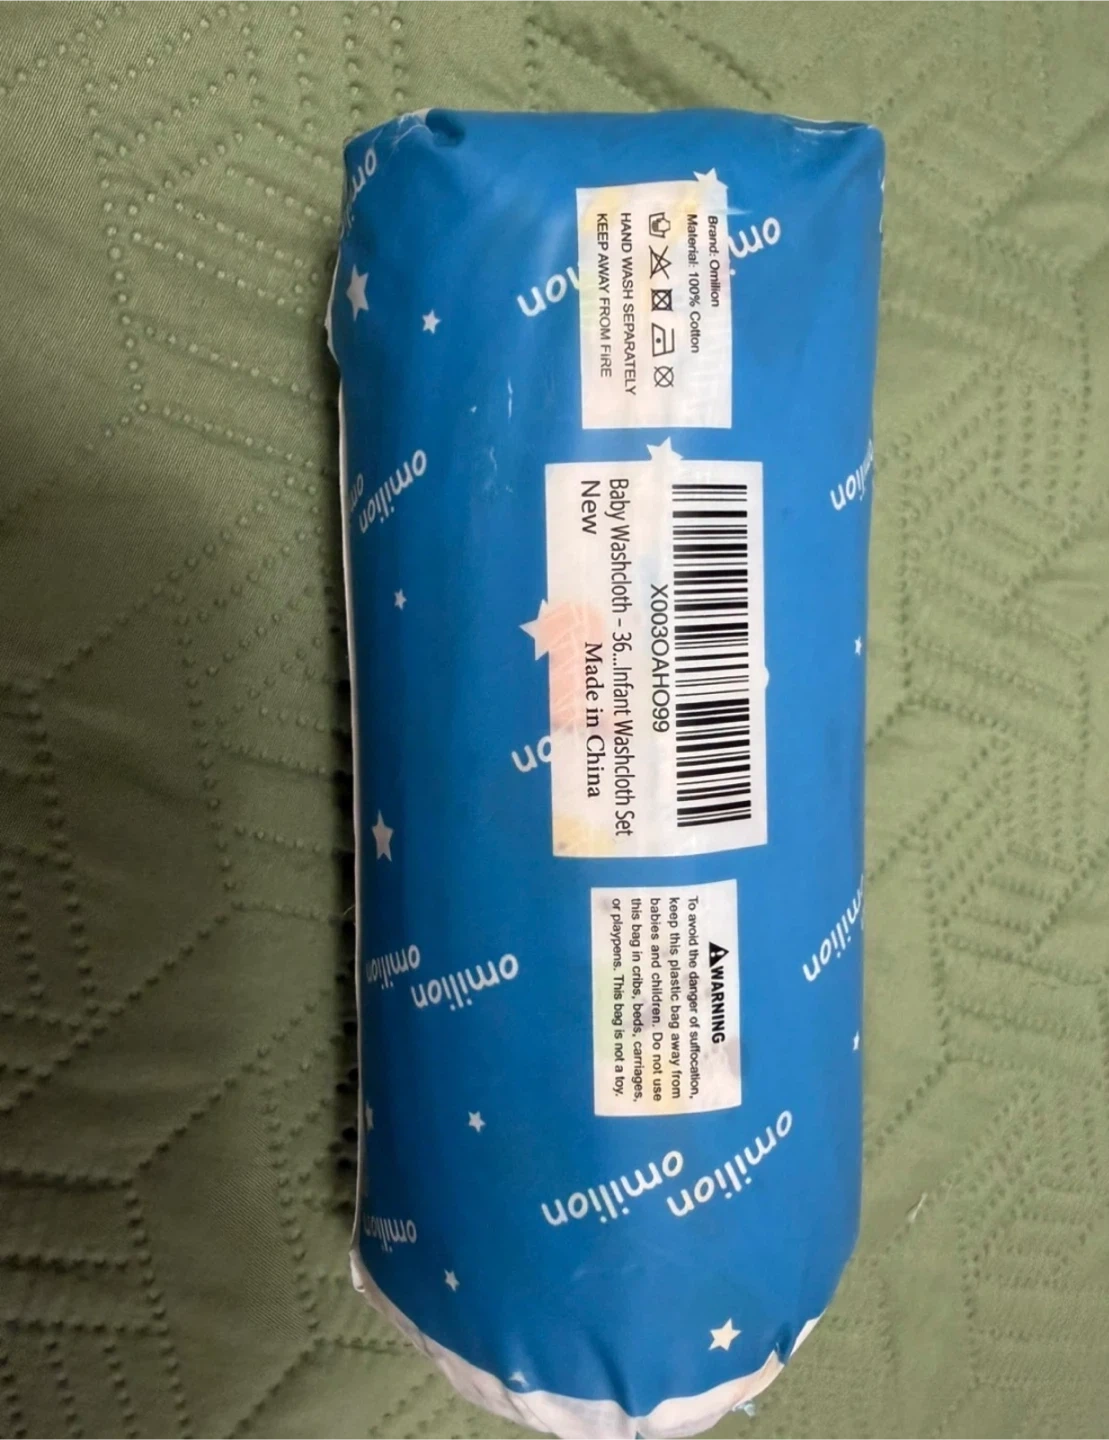 Brand: Omilion
Material: 100% Cotton
HAND WASH SEPARATELY
KEEP AWAY FROM FIRE
X003OAHO99
Baby Washcloth – 36...Infant Washcloth Set
New
Made in China
WARNING
To avoid the danger of suffocation,
keep this plastic bag away from
babies and children. Do not use
this bag in cribs, beds, carriages,
or playpens. This bag is not a toy.
omilion
omilion
omilion
omilion
omilion
omilion
omilion